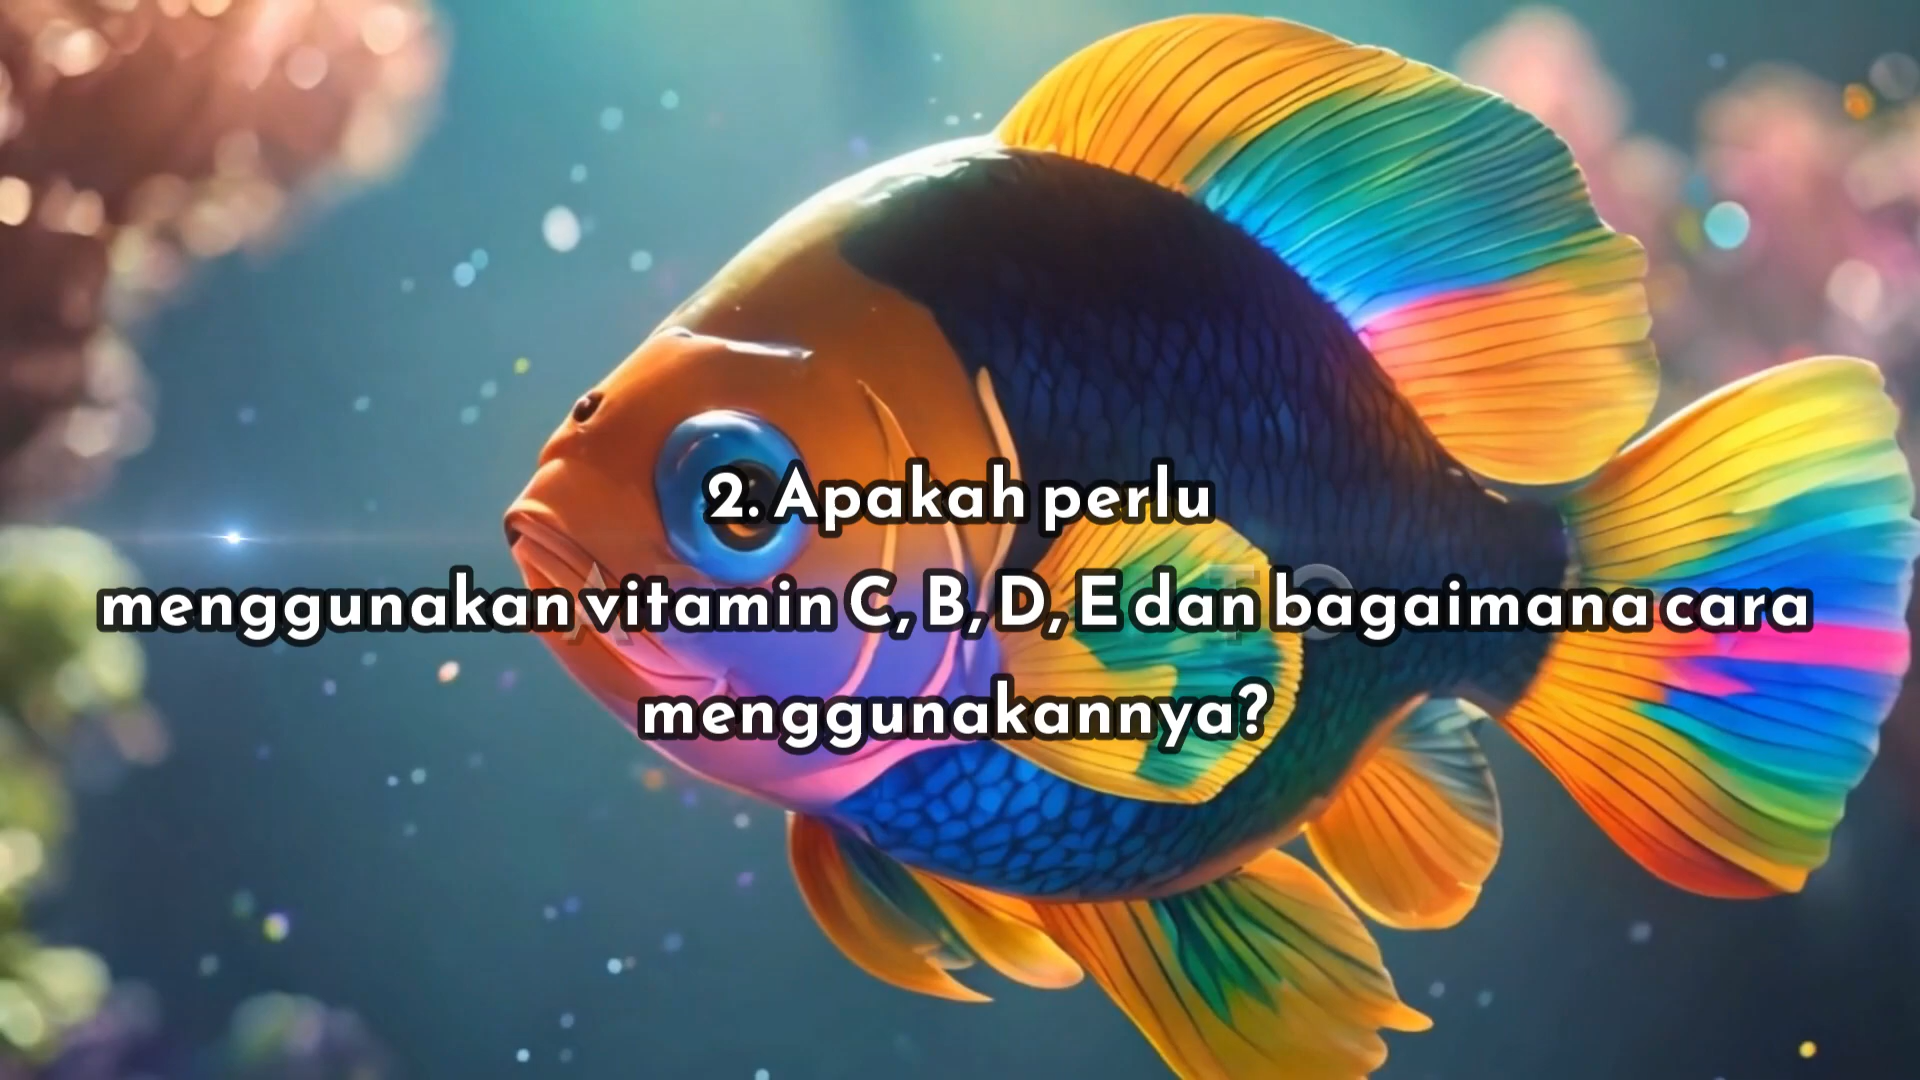 2. Apakah perlu
menggunakan vitamin C, B, D, E dan bagaimana cara
menggunakannya?